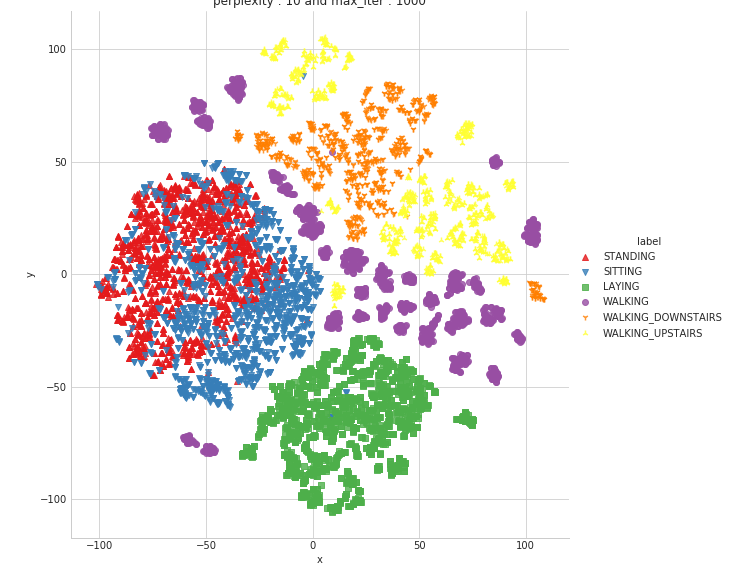 perplexity : 10 and max_iter : 1000
100
50
0
−50
−100
y
−100
−50
0
50
100
x
label
STANDING
SITTING
LAYING
WALKING
WALKING_DOWNSTAIRS
WALKING_UPSTAIRS